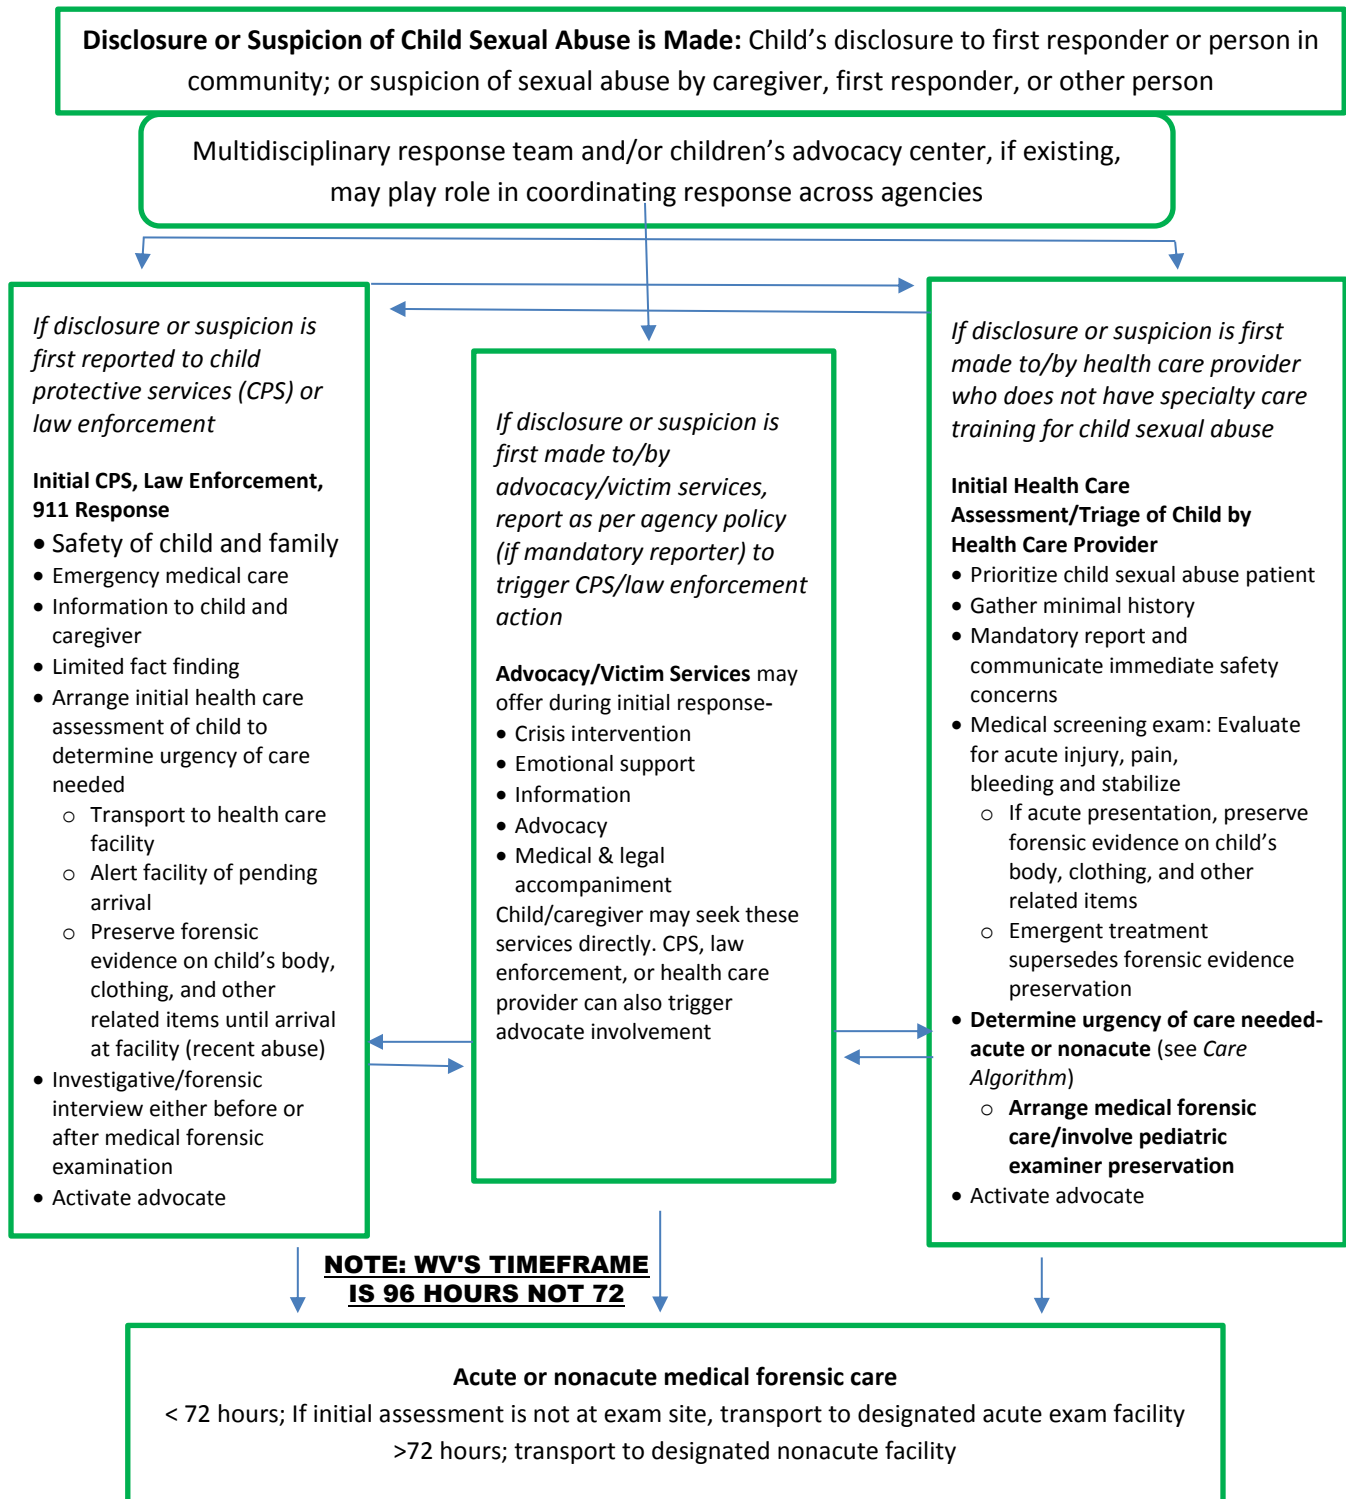 Disclosure or Suspicion of Child Sexual Abuse is Made: Child’s disclosure to first responder or person in
community; or suspicion of sexual abuse by caregiver, first responder, or other person
Multidisciplinary response team and/or children’s advocacy center, if existing,
may play role in coordinating response across agencies
If disclosure or suspicion is
first reported to child
protective services (CPS) or
law enforcement
Initial CPS, Law Enforcement,
911 Response
• Safety of child and family
• Emergency medical care
• Information to child and
caregiver
• Limited fact finding
• Arrange initial health care
assessment of child to
determine urgency of care
needed
o Transport to health care
facility
o Alert facility of pending
arrival
o Preserve forensic
evidence on child’s body,
clothing, and other
related items until arrival
at facility (recent abuse)
• Investigative/forensic
interview either before or
after medical forensic
examination
• Activate advocate
If disclosure or suspicion is
first made to/by
advocacy/victim services,
report as per agency policy
(if mandatory reporter) to
trigger CPS/law enforcement
action
Advocacy/Victim Services may
offer during initial response-
• Crisis intervention
• Emotional support
• Information
• Advocacy
• Medical & legal
accompaniment
Child/caregiver may seek these
services directly. CPS, law
enforcement, or health care
provider can also trigger
advocate involvement
If disclosure or suspicion is first
made to/by health care provider
who does not have specialty care
training for child sexual abuse
Initial Health Care
Assessment/Triage of Child by
Health Care Provider
• Prioritize child sexual abuse patient
• Gather minimal history
• Mandatory report and
communicate immediate safety
concerns
• Medical screening exam: Evaluate
for acute injury, pain,
bleeding and stabilize
o If acute presentation, preserve
forensic evidence on child’s
body, clothing, and other
related items
o Emergent treatment
supersedes forensic evidence
preservation
• Determine urgency of care needed-
acute or nonacute (see Care
Algorithm)
o Arrange medical forensic
care/involve pediatric
examiner preservation
• Activate advocate
NOTE: WV'S TIMEFRAME
IS 96 HOURS NOT 72
Acute or nonacute medical forensic care
< 72 hours; If initial assessment is not at exam site, transport to designated acute exam facility
>72 hours; transport to designated nonacute facility